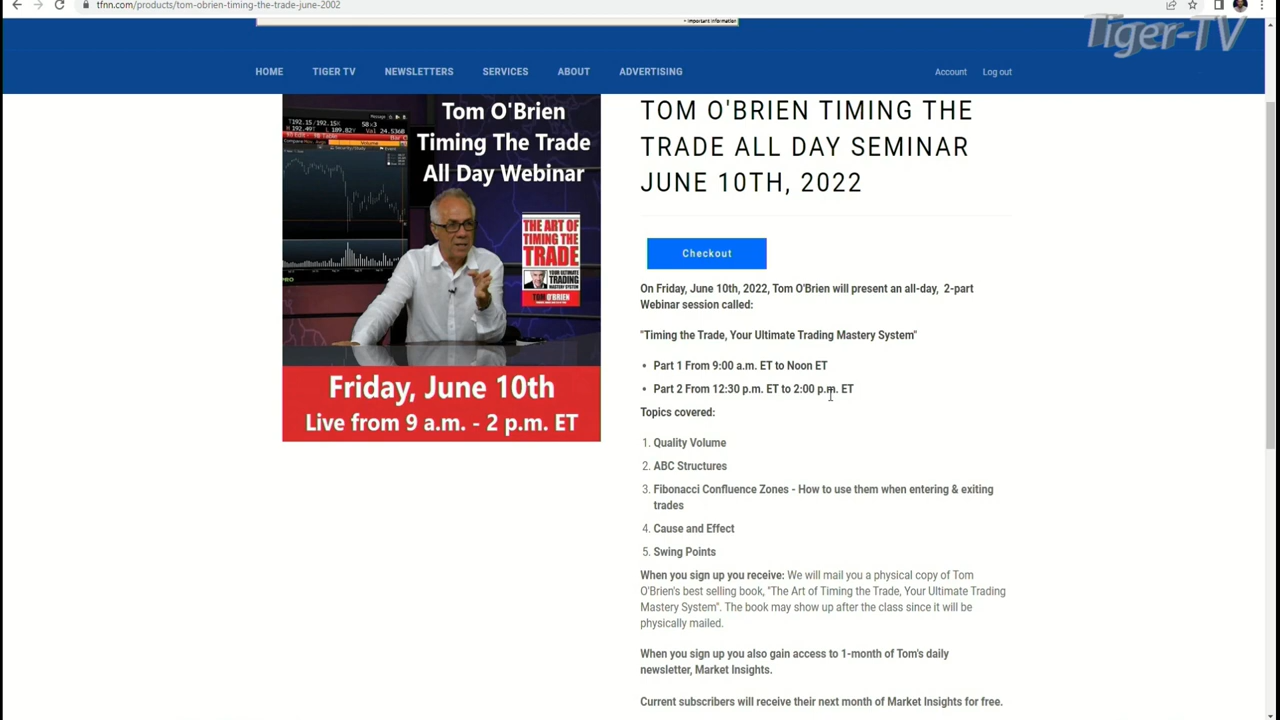 tfnn.com/products/tom-obrien-timing-the-trade-june-2002
• Important Information
Tiger-TV
HOME
TIGER TV
NEWSLETTERS
SERVICES
ABOUT
ADVERTISING
Account
Log out
Tom O'Brien
Timing The Trade
All Day Webinar
THE ART OF
TIMING THE
TRADE
YOUR ULTIMATE
TRADING
MASTERY SYSTEM
TOM O'BRIEN
Friday, June 10th
Live from 9 a.m. - 2 p.m. ET
TOM O'BRIEN TIMING THE
TRADE ALL DAY SEMINAR
JUNE 10TH, 2022
Checkout
On Friday, June 10th, 2022, Tom O'Brien will present an all-day, 2-part
Webinar session called:
"Timing the Trade, Your Ultimate Trading Mastery System"
• Part 1 From 9:00 a.m. ET to Noon ET
• Part 2 From 12:30 p.m. ET to 2:00 p.m. ET
Topics covered:
1. Quality Volume
2. ABC Structures
3. Fibonacci Confluence Zones - How to use them when entering & exiting
trades
4. Cause and Effect
5. Swing Points
When you sign up you receive: We will mail you a physical copy of Tom
O'Brien's best selling book, "The Art of Timing the Trade, Your Ultimate Trading
Mastery System". The book may show up after the class since it will be
physically mailed.
When you sign up you also gain access to 1-month of Tom's daily
newsletter, Market Insights.
Current subscribers will receive their next month of Market Insights for free.